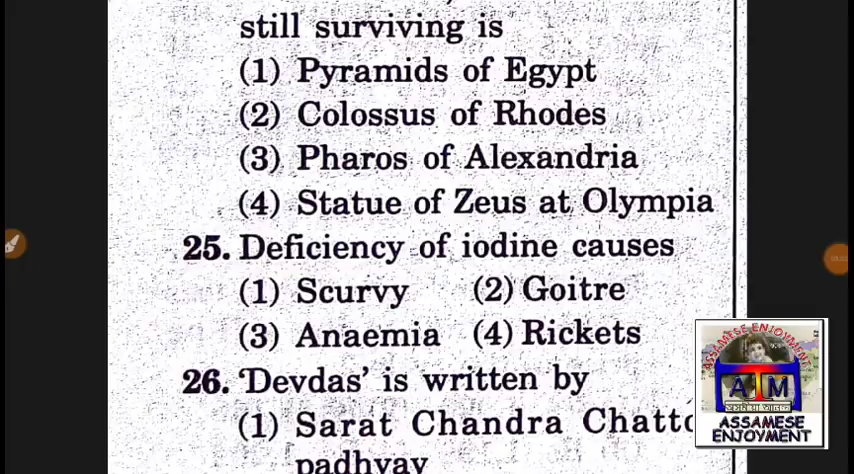 still surviving is
(1) Pyramids of Egypt
(2) Colossus of Rhodes
(3) Pharos of Alexandria
(4) Statue of Zeus at Olympia
25. Deficiency of iodine causes
(1) Scurvy (2) Goitre
(3) Anaemia (4) Rickets
26. 'Devdas' is written by
(1) Sarat Chandra Chatto
padhyay
ASSAMESE ENJOYMENT
ATM
ASSAMESE
ENJOYMENT